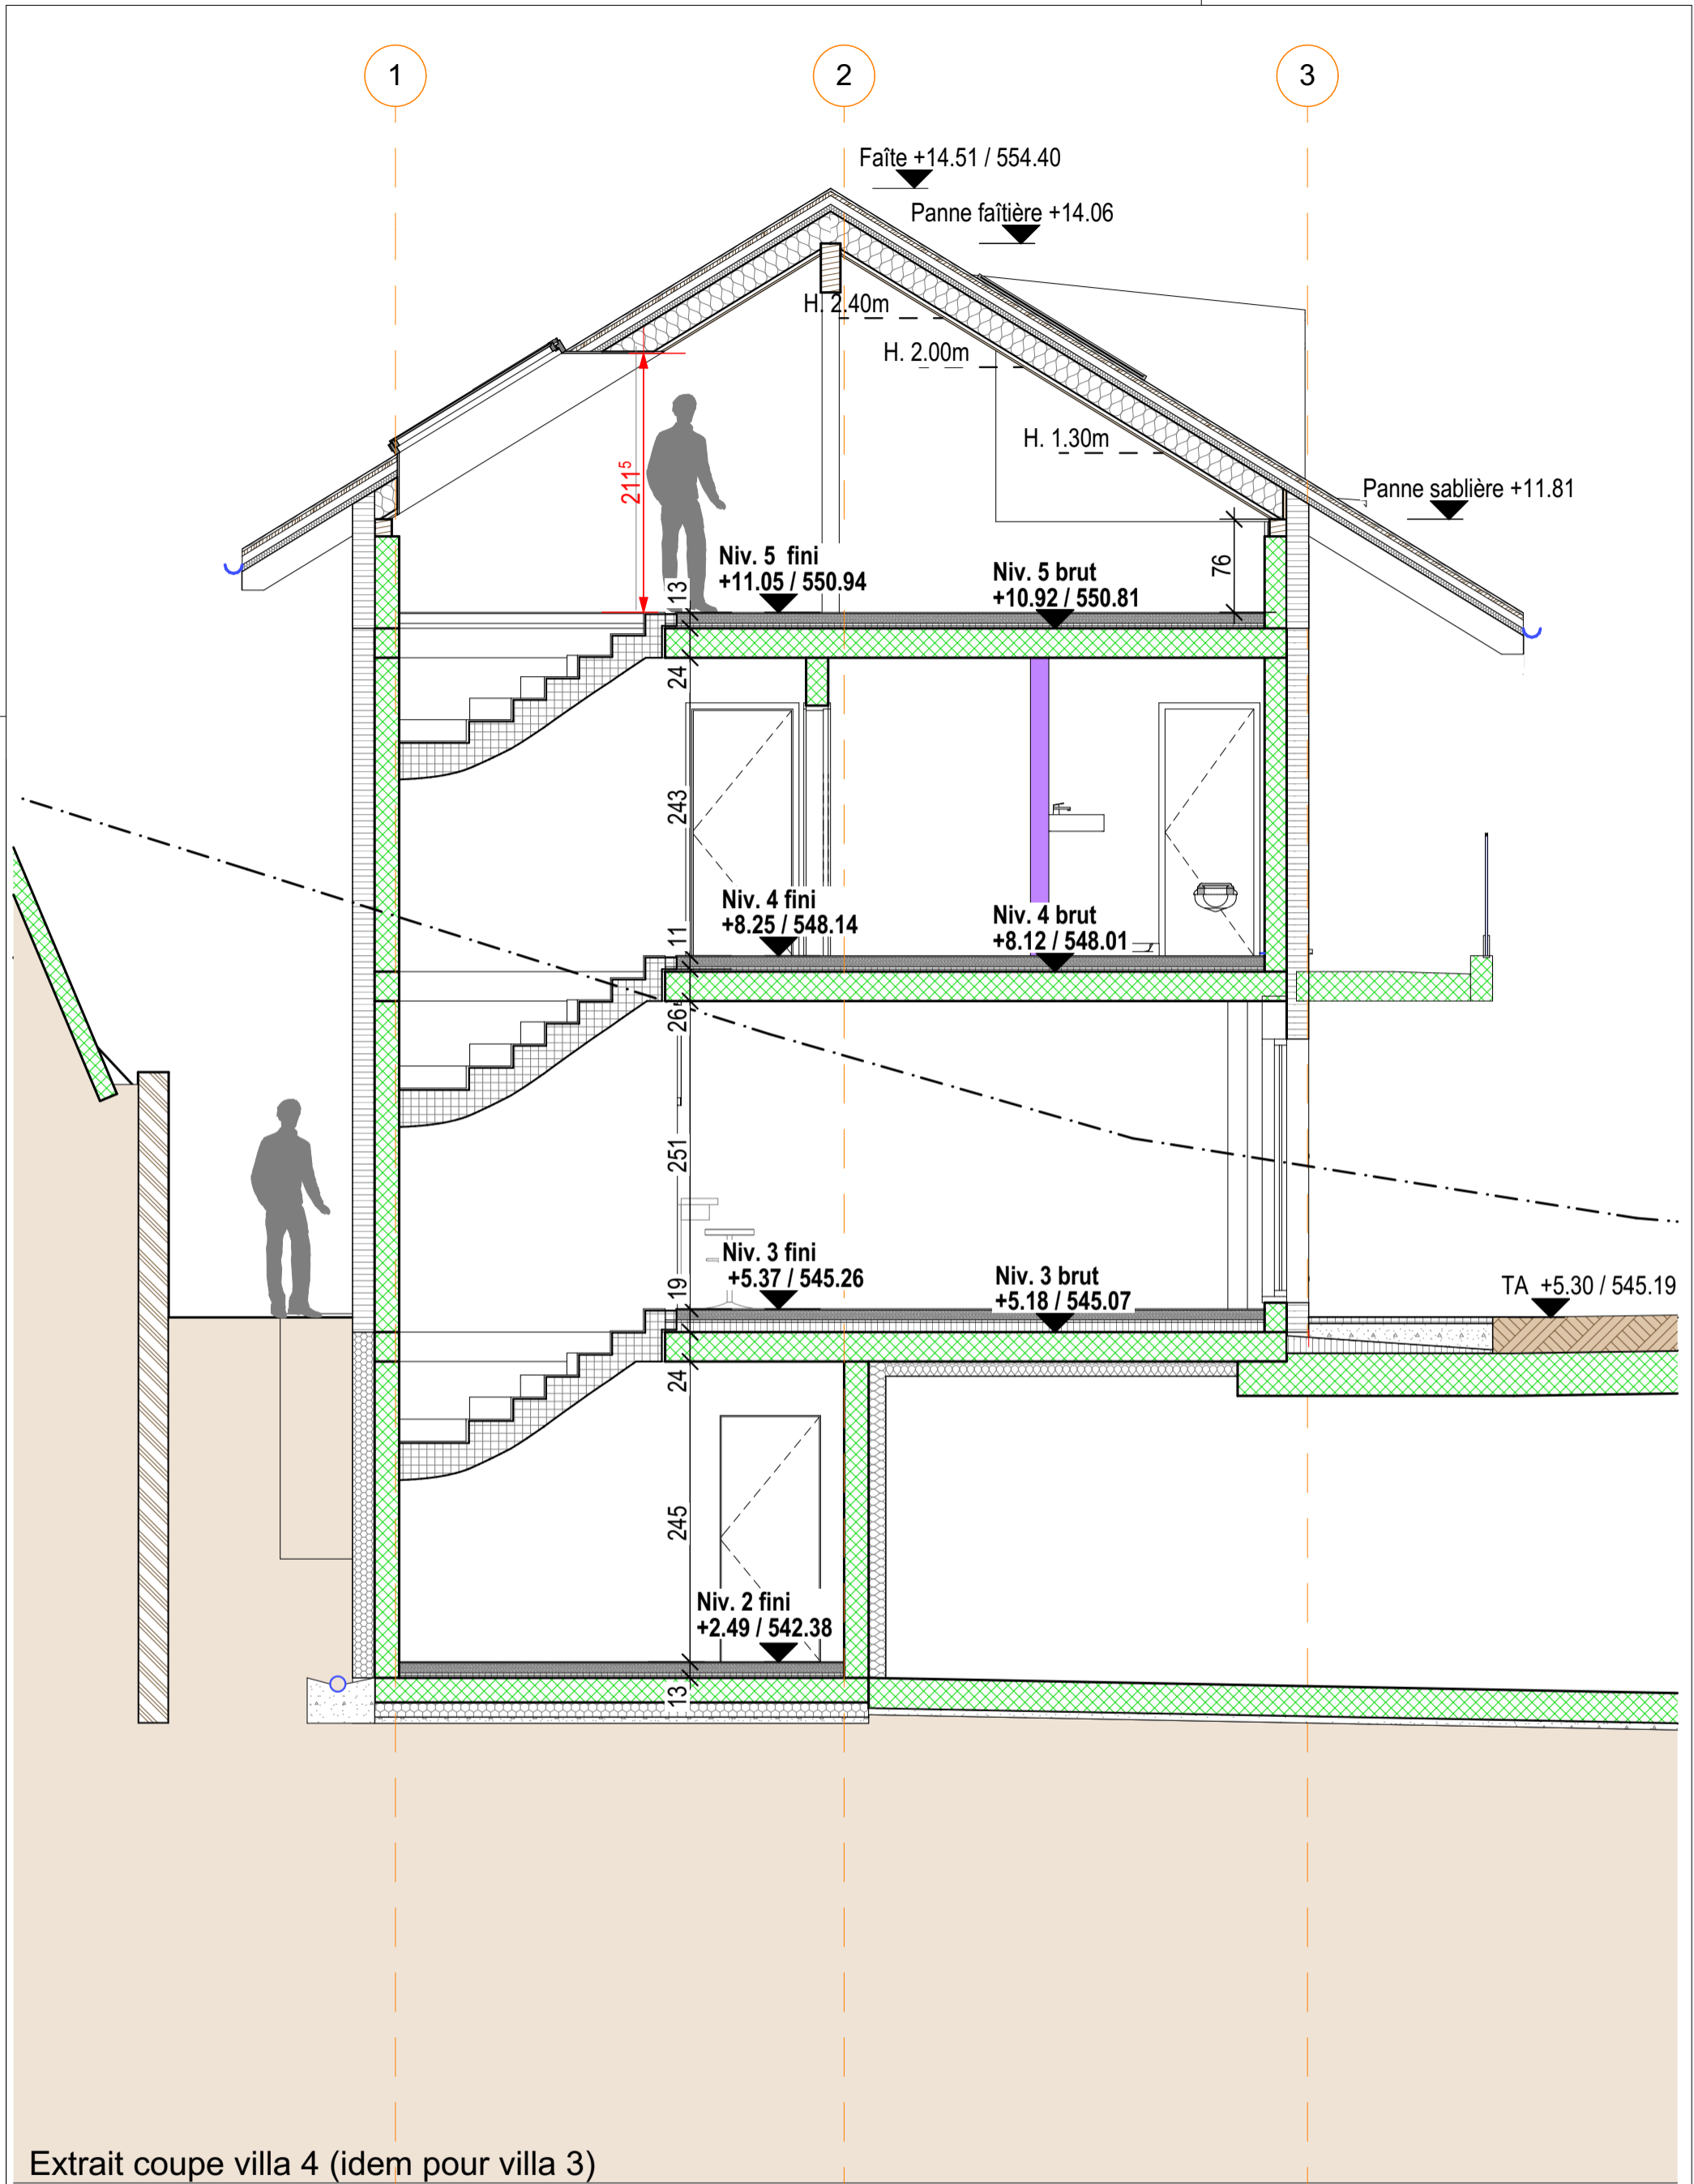 1
2
3
Faîte +14.51 / 554.40
Panne faîtière +14.06
H. 2.40m
H. 2.00m
H. 1.30m
Panne sablière +11.81
211⁵
76
Niv. 5 fini
+11.05 / 550.94
Niv. 5 brut
+10.92 / 550.81
13
24
243
Niv. 4 fini
+8.25 / 548.14
Niv. 4 brut
+8.12 / 548.01
11
26⁵
251
Niv. 3 fini
+5.37 / 545.26
Niv. 3 brut
+5.18 / 545.07
TA +5.30 / 545.19
19
24
245
Niv. 2 fini
+2.49 / 542.38
13
Extrait coupe villa 4 (idem pour villa 3)